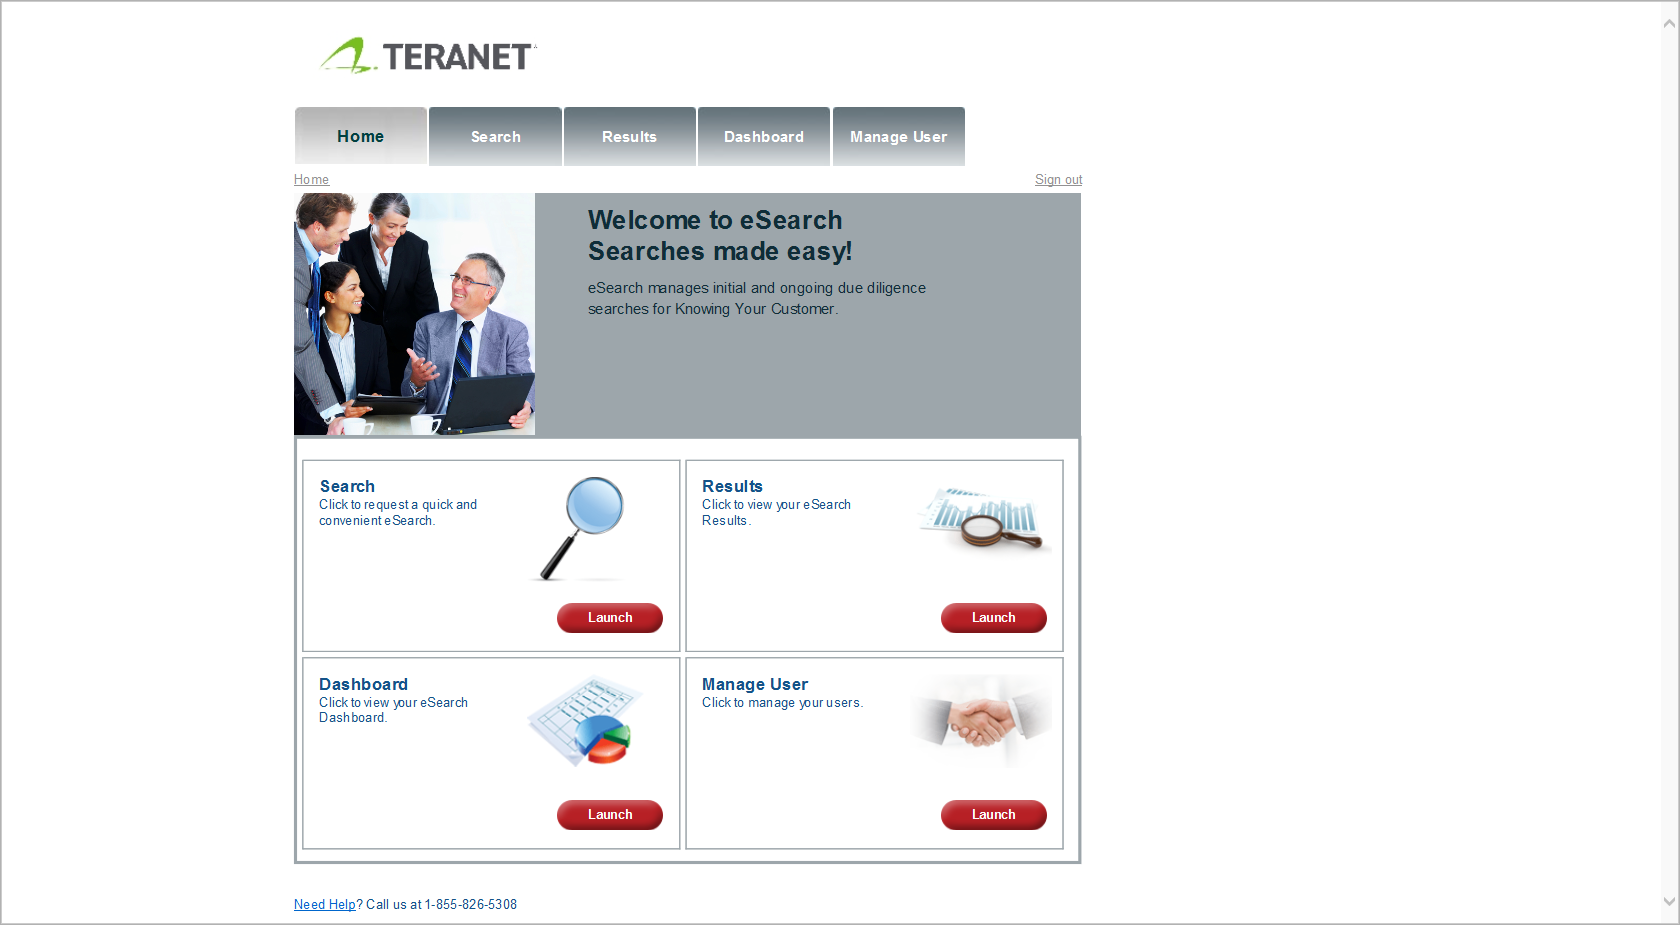 TERANET
Home
Search
Results
Dashboard
Manage User
Home
Sign out
Welcome to eSearch
Searches made easy!
eSearch manages initial and ongoing due diligence
searches for Knowing Your Customer.
Search
Click to request a quick and
convenient eSearch.
Launch
Results
Click to view your eSearch
Results.
Launch
Dashboard
Click to view your eSearch
Dashboard.
Launch
Manage User
Click to manage your users.
Launch
Need Help? Call us at 1-855-826-5308